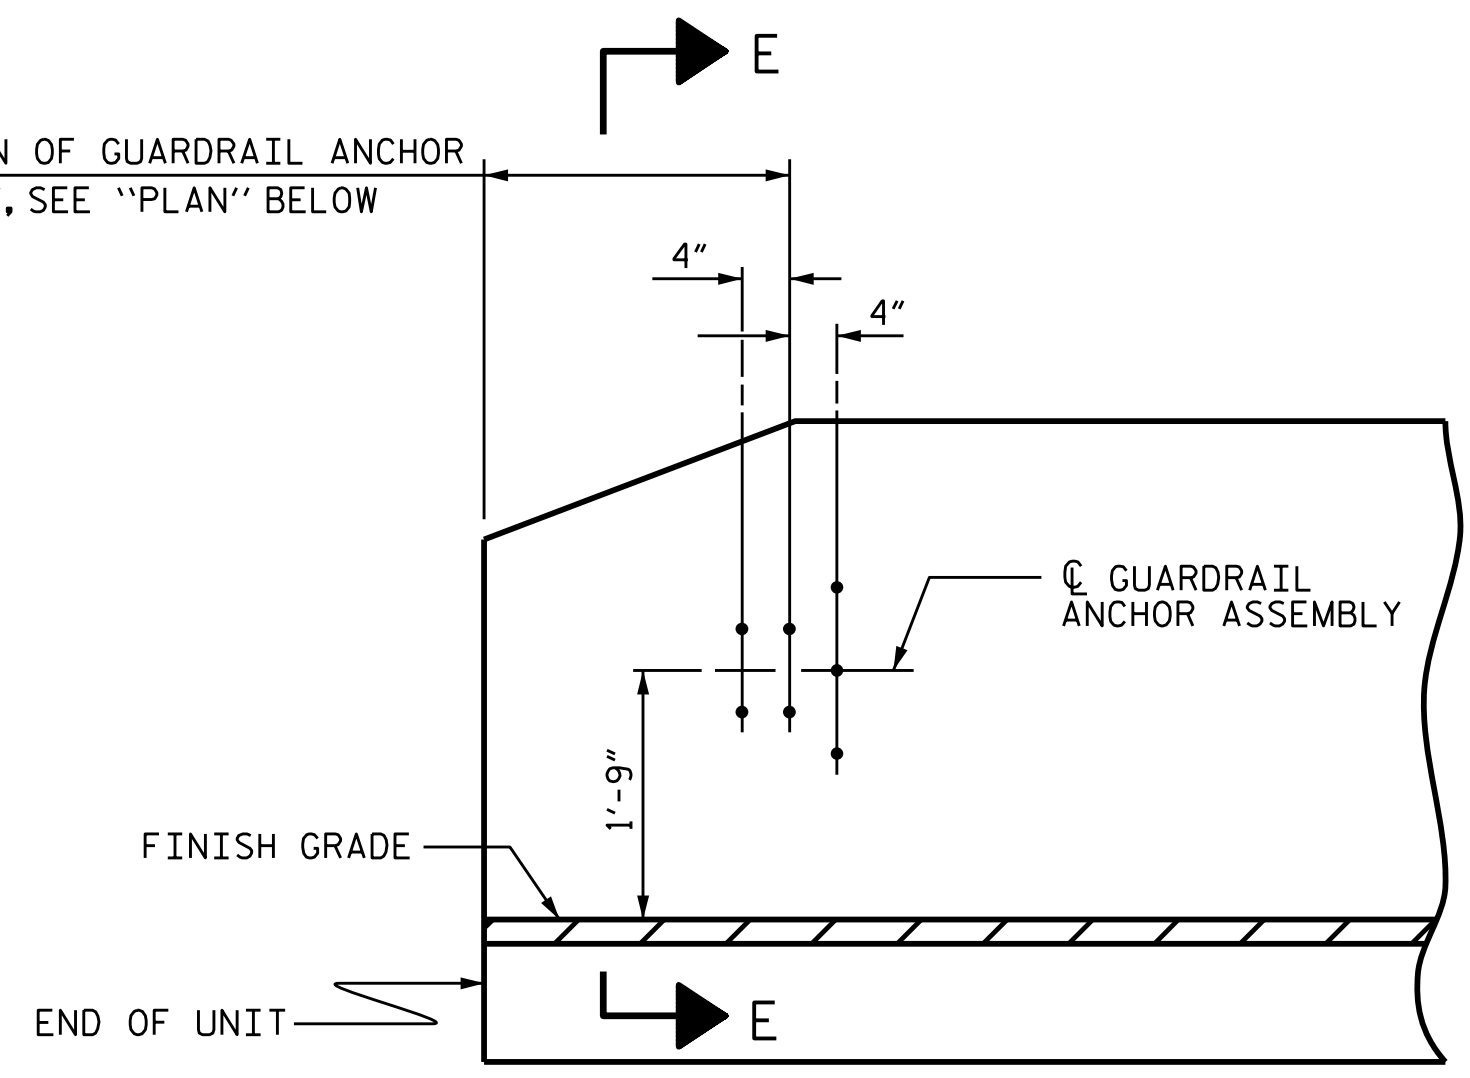 E
OF GUARDRAIL ANCHOR
, SEE "PLAN" BELOW
4"
4"
℄ GUARDRAIL
ANCHOR ASSEMBLY
1'-9"
FINISH GRADE
E
END OF UNIT